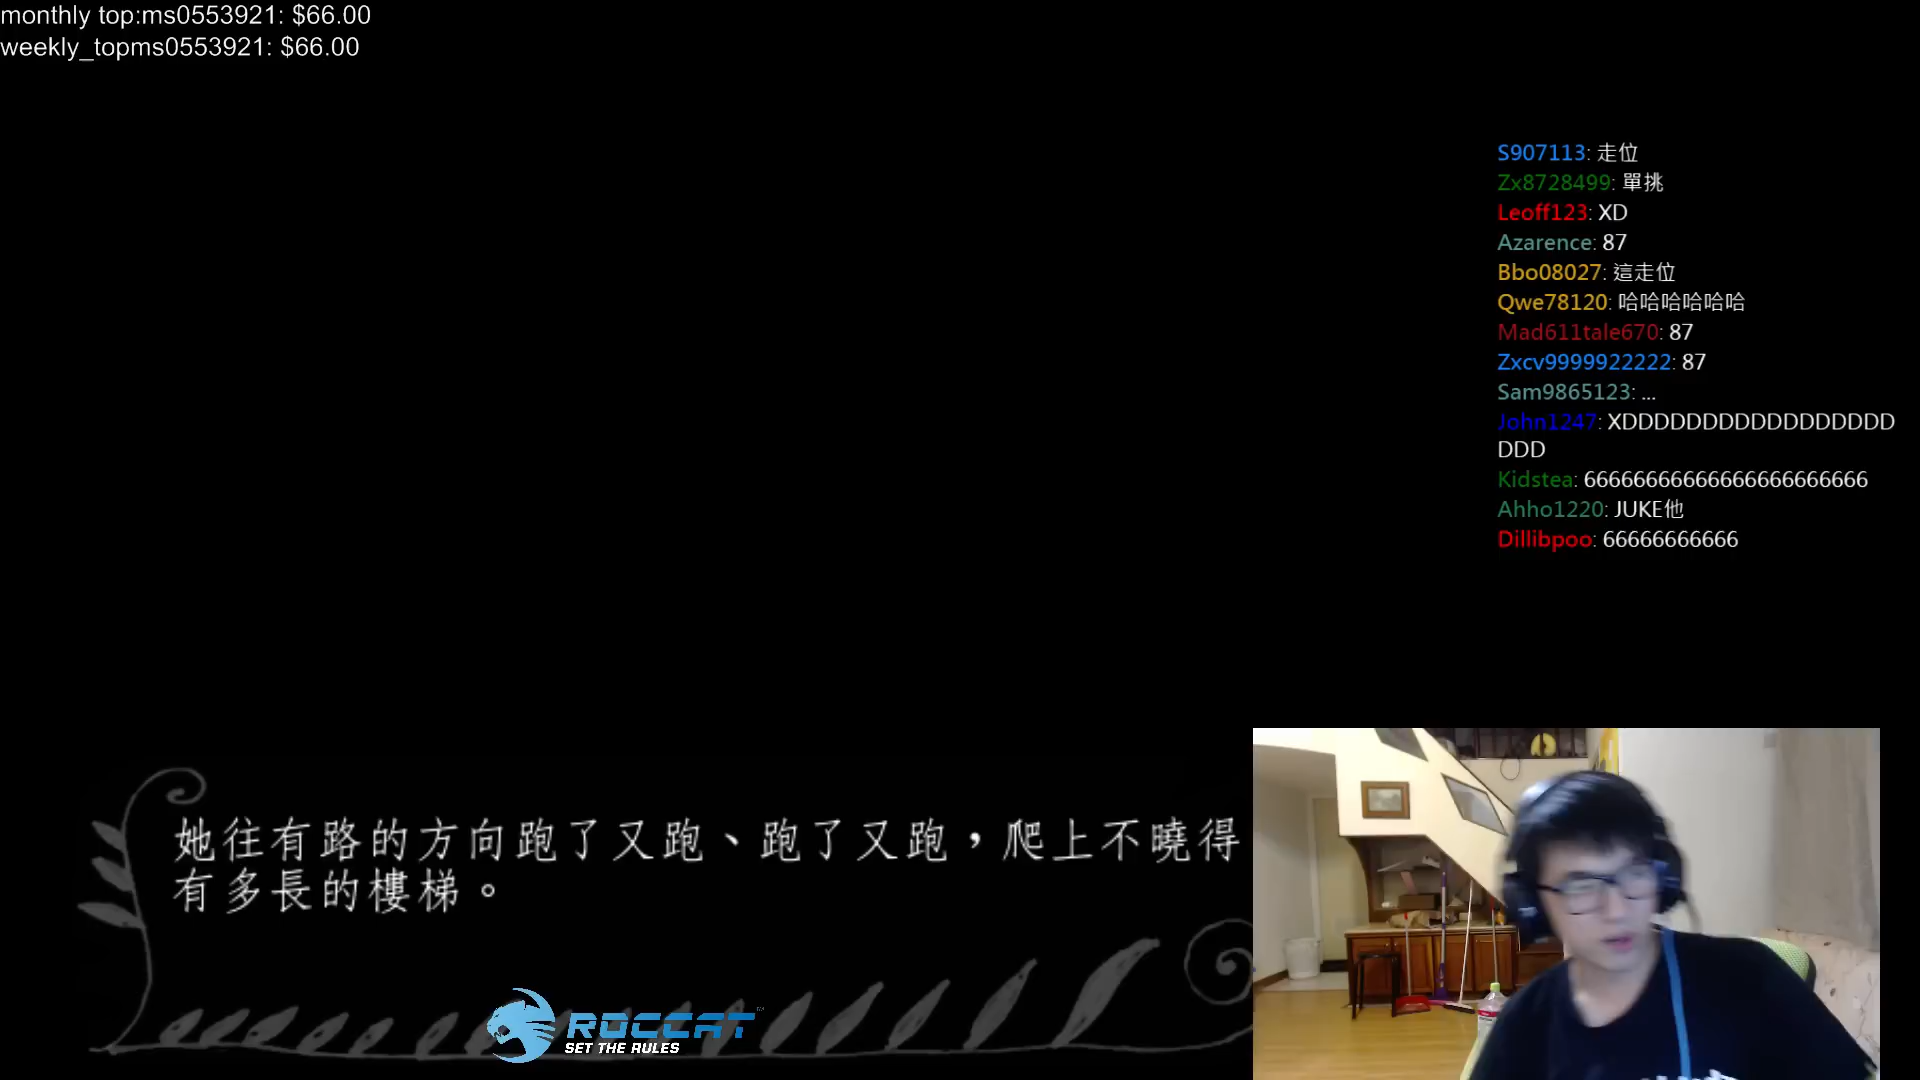 monthly top:ms0553921: $66.00
weekly_topms0553921: $66.00
S907113: 走位
Zx8728499: 單挑
Leoff123: XD
Azarence: 87
Bbo08027: 這走位
Qwe78120: 哈哈哈哈哈哈
Mad611tale670: 87
Zxcv9999922222: 87
Sam9865123: ...
John1247: XDDDDDDDDDDDDDDDDDD
DDD
Kidstea: 66666666666666666666666
Ahho1220: JUKE他
Dillibpoo: 66666666666
她往有路的方向跑了又跑、跑了又跑，爬上不曉得
有多長的樓梯。
ROCCAT™
SET THE RULES